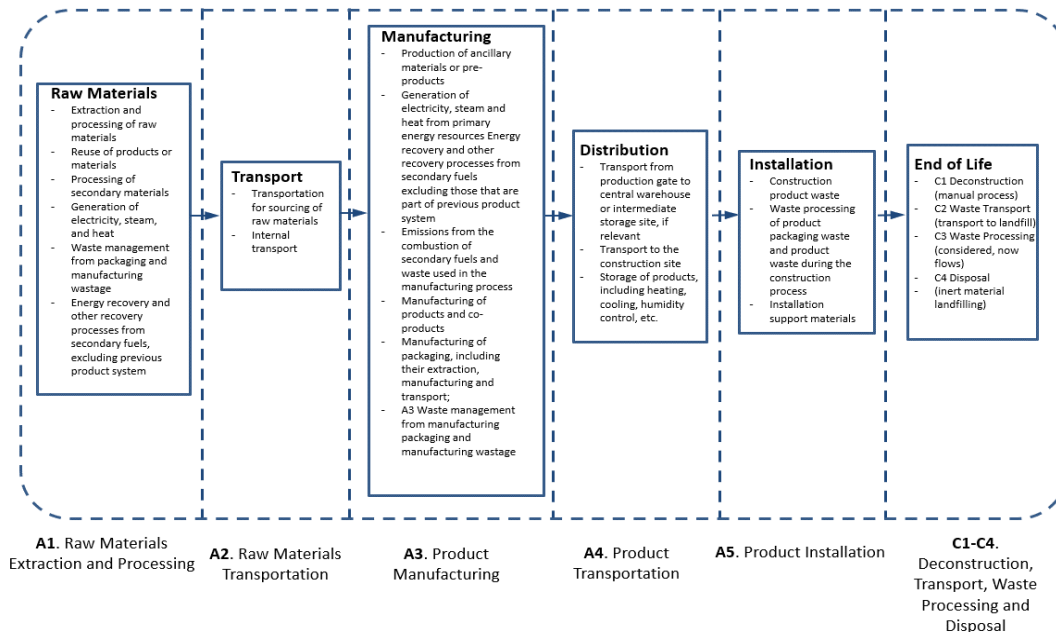 Raw Materials
- Extraction and
processing of raw
materials
- Reuse of products or
materials
- Processing of
secondary materials
- Generation of
electricity, steam,
and heat
- Waste management
from packaging and
manufacturing
wastage
- Energy recovery and
other recovery
processes from
secondary fuels,
excluding previous
product system
Transport
- Transportation
for sourcing of
raw materials
- Internal
transport
Manufacturing
- Production of ancillary
materials or pre-
products
- Generation of
electricity, steam and
heat from primary
energy resources Energy
recovery and other
recovery processes from
secondary fuels
excluding those that are
part of previous product
system
- Emissions from the
combustion of
secondary fuels and
waste used in the
manufacturing process
- Manufacturing of
products and co-
products
- Manufacturing of
packaging, including
their extraction,
manufacturing and
transport;
- A3 Waste management
from manufacturing
packaging and
manufacturing wastage
Distribution
- Transport from
production gate to
central warehouse
or intermediate
storage site, if
relevant
- Transport to the
construction site
- Storage of products,
including heating,
cooling, humidity
control, etc.
Installation
- Construction
product waste
- Waste processing
of product
packaging waste
and product
waste during the
construction
process
- Installation
support materials
End of Life
- C1 Deconstruction
(manual process)
- C2 Waste Transport
(transport to landfill)
- C3 Waste Processing
(considered, now
flows)
- C4 Disposal
- (inert material
landfilling)
A1. Raw Materials
Extraction and Processing
A2. Raw Materials
Transportation
A3. Product
Manufacturing
A4. Product
Transportation
A5. Product Installation
C1-C4.
Deconstruction,
Transport, Waste
Processing and
Disposal